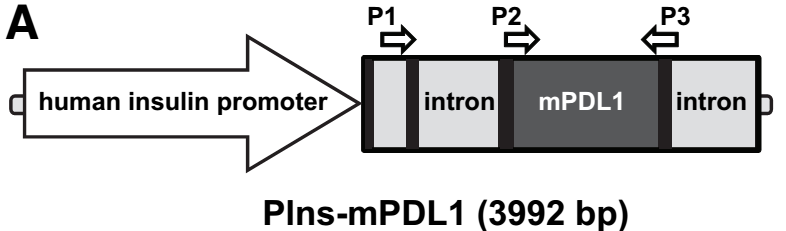 A
P1 P2 P3
human insulin promoter intron mPDL1 intron
PIns-mPDL1 (3992 bp)